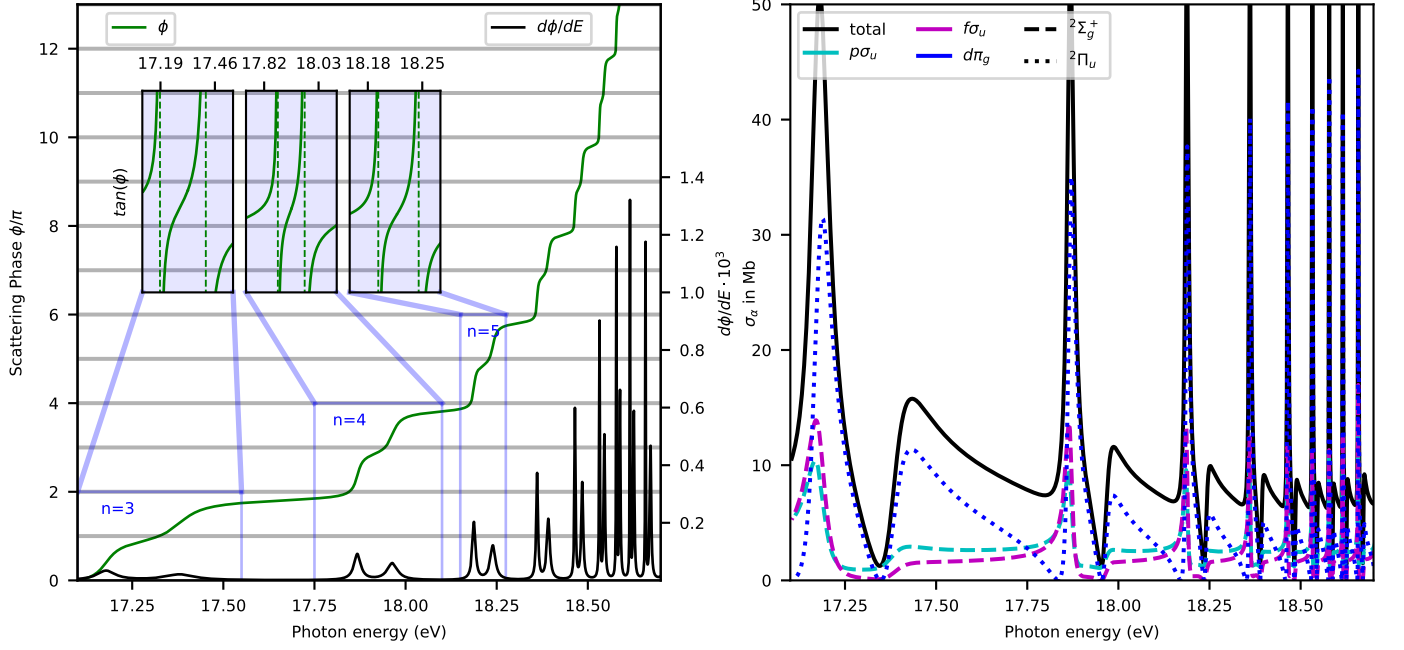 ϕ
dϕ/dE
17.19 17.46 17.82 18.03 18.18 18.25
tan(ϕ)
Scattering Phase ϕ/π
12
10
8
6
4
2
0
1.4
1.2
1.0
0.8
0.6
0.4
0.2
dϕ/dE · 10³
n=3
n=4
n=5
17.25 17.50 17.75 18.00 18.25 18.50
Photon energy (eV)
total
pσᵤ
fσᵤ
dπg
²Σg⁺
²Πᵤ
σα in Mb
50
40
30
20
10
0
17.25 17.50 17.75 18.00 18.25 18.50
Photon energy (eV)